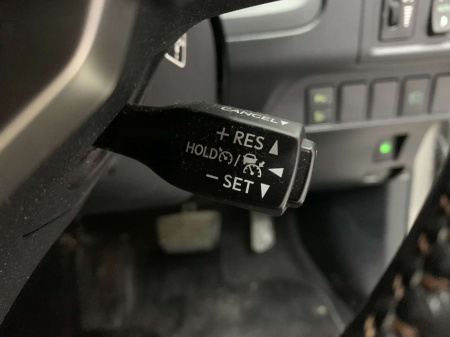 CANCEL
+ RES
HOLD /
– SET